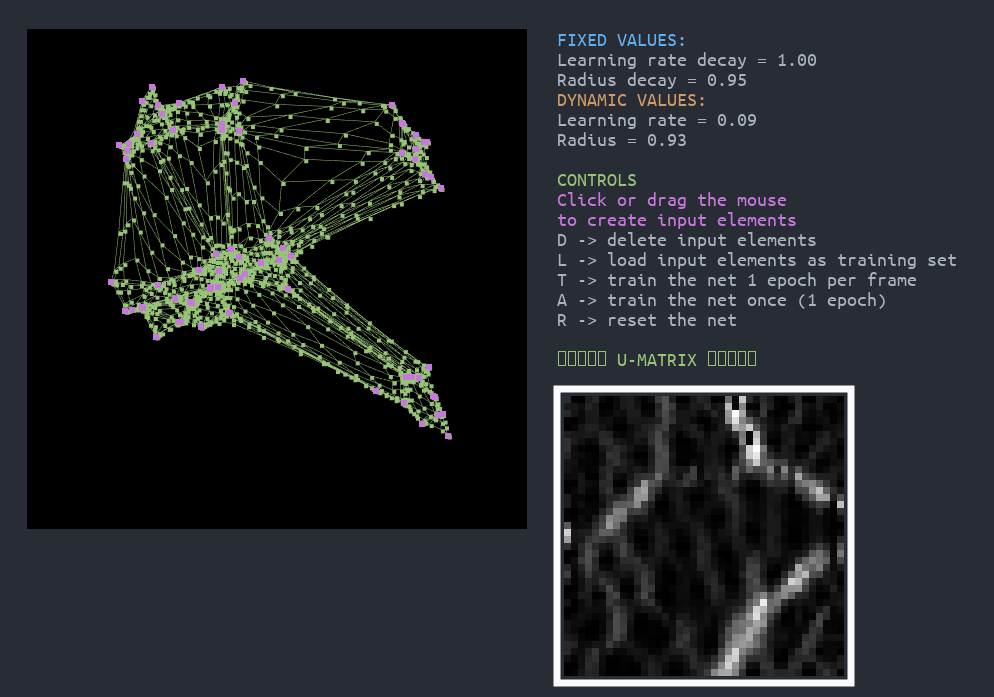 FIXED VALUES:
Learning rate decay = 1.00
Radius decay = 0.95
DYNAMIC VALUES:
Learning rate = 0.09
Radius = 0.93
CONTROLS
Click or drag the mouse
to create input elements
D -> delete input elements
L -> load input elements as training set
T -> train the net 1 epoch per frame
A -> train the net once (1 epoch)
R -> reset the net
U-MATRIX